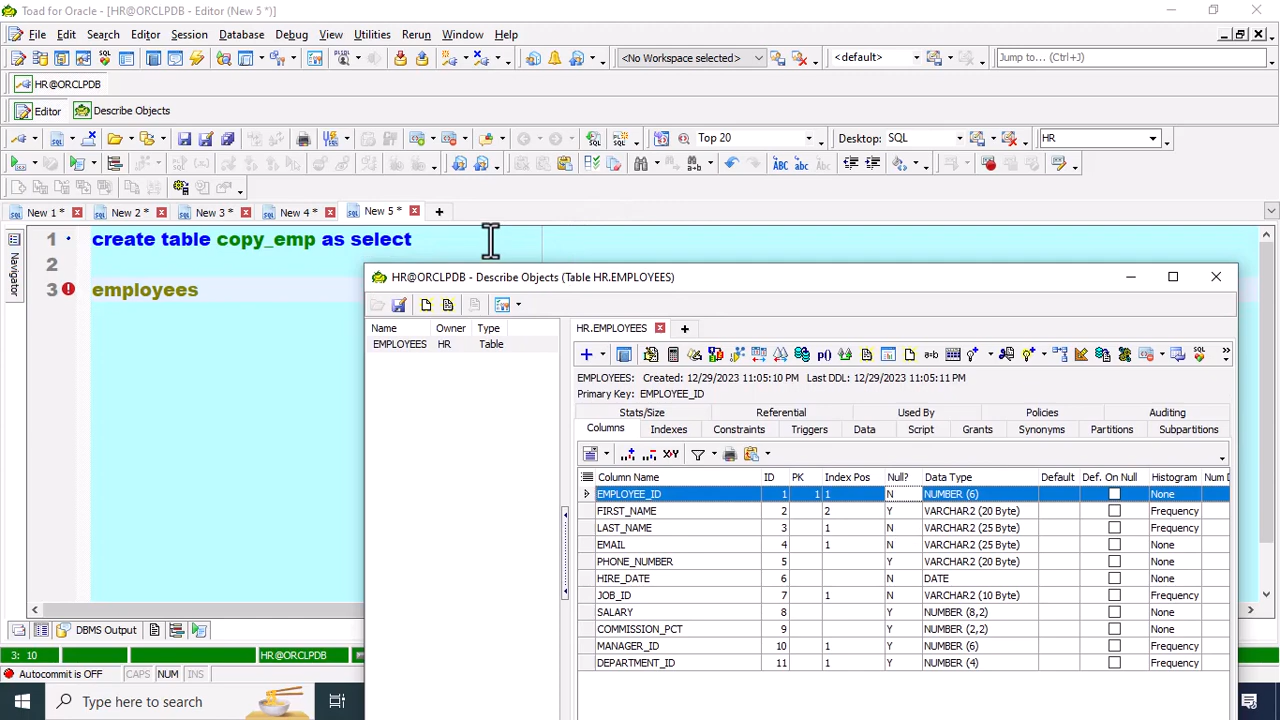 Toad for Oracle - [HR@ORCLPDB - Editor (New 5 *)]
File Edit Search Editor Session Database Debug View Utilities Rerun Window Help
<No Workspace selected> <default> Jump to... (Ctrl+J)
HR@ORCLPDB
Editor Describe Objects
Top 20 Desktop: SQL HR
New 1 * New 2 * New 3 * New 4 * New 5 *
Navigator
1 create table copy_emp as select
2
3 employees
HR@ORCLPDB - Describe Objects (Table HR.EMPLOYEES)
Name Owner Type
EMPLOYEES HR Table
HR.EMPLOYEES
EMPLOYEES: Created: 12/29/2023 11:05:10 PM Last DDL: 12/29/2023 11:05:11 PM
Primary Key: EMPLOYEE_ID
Stats/Size Referential Used By Policies Auditing
Columns Indexes Constraints Triggers Data Script Grants Synonyms Partitions Subpartitions
Column Name ID PK Index Pos Null? Data Type Default Def. On Null Histogram Num D
EMPLOYEE_ID 1 1 1 N NUMBER (6) None
FIRST_NAME 2 2 Y VARCHAR2 (20 Byte) Frequency
LAST_NAME 3 1 N VARCHAR2 (25 Byte) Frequency
EMAIL 4 1 N VARCHAR2 (25 Byte) None
PHONE_NUMBER 5 Y VARCHAR2 (20 Byte) None
HIRE_DATE 6 N DATE None
JOB_ID 7 1 N VARCHAR2 (10 Byte) Frequency
SALARY 8 Y NUMBER (8,2) None
COMMISSION_PCT 9 Y NUMBER (2,2) None
MANAGER_ID 10 1 Y NUMBER (6) Frequency
DEPARTMENT_ID 11 1 Y NUMBER (4) Frequency
DBMS Output
3: 10 HR@ORCLPDB
Autocommit is OFF CAPS NUM INS
Type here to search